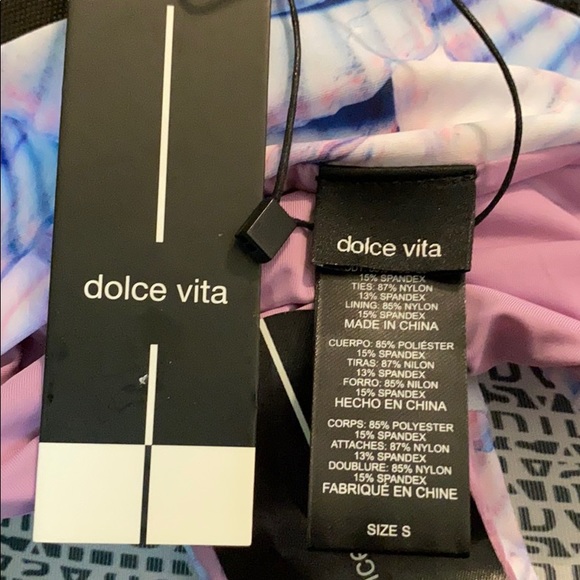 dolce vita
dolce vita
15% SPANDEX
TIES: 87% NYLON
13% SPANDEX
LINING: 85% NYLON
15% SPANDEX
MADE IN CHINA
CUERPO: 85% POLIÉSTER
15% SPANDEX
TIRAS: 87% NILON
13% SPANDEX
FORRO: 85% NILON
15% SPANDEX
HECHO EN CHINA
CORPS: 85% POLYESTER
15% SPANDEX
ATTACHES: 87% NYLON
13% SPANDEX
DOUBLURE: 85% NYLON
15% SPANDEX
FABRIQUÉ EN CHINE
SIZE S